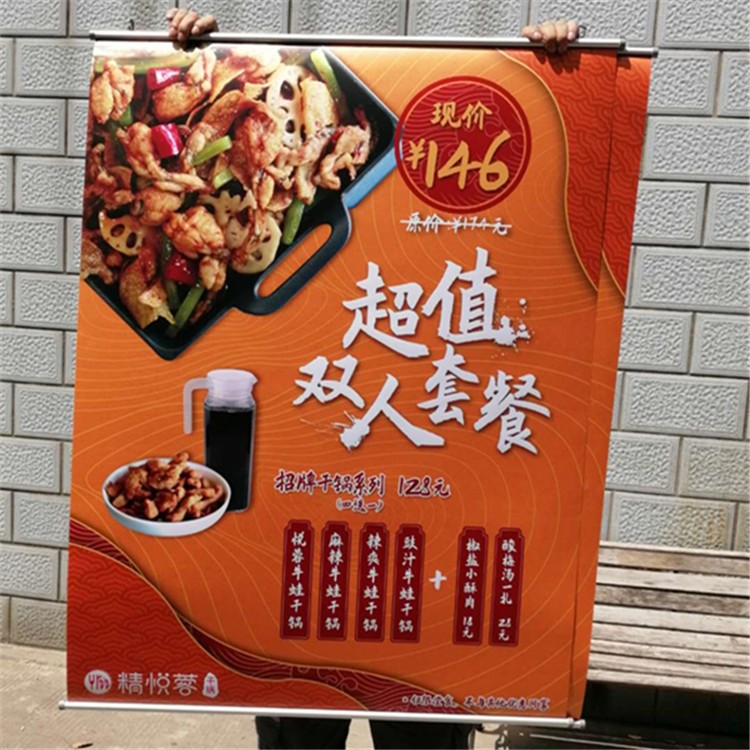 现价
¥146
原价:¥174元
超值
双人套餐
招牌干锅系列 128元
(四选一)
悦蓉牛蛙干锅
麻辣牛蛙干锅
辣爽牛蛙干锅
豉汁牛蛙干锅
+
椒盐小酥肉 18元
酸梅汤一扎 28元
精悦蓉